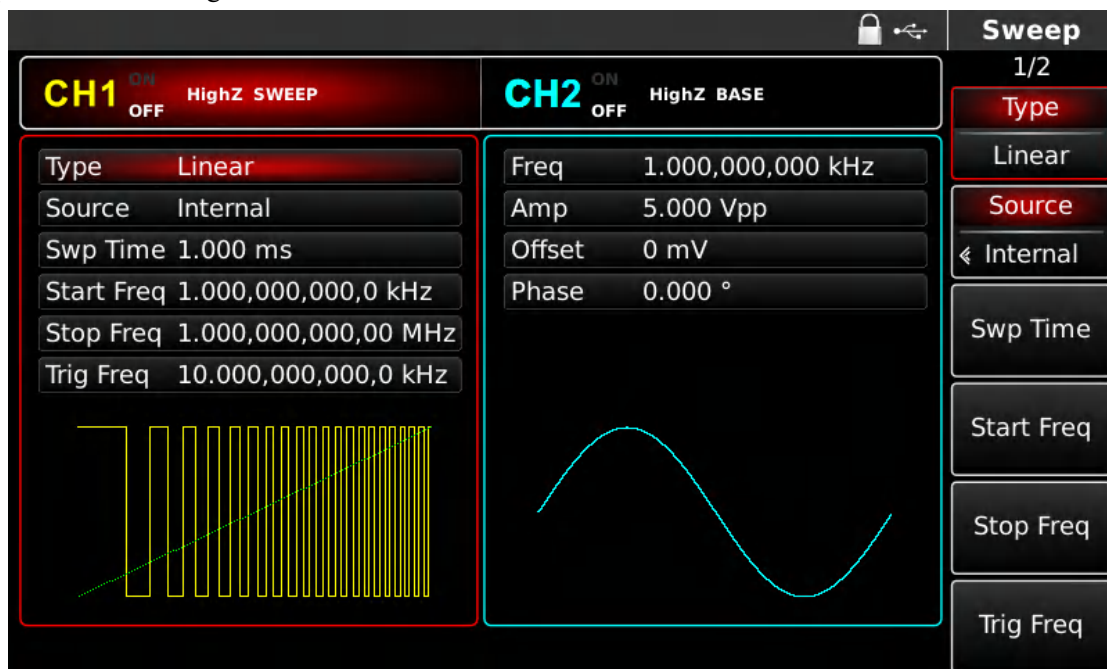 Sweep
1/2
CH1 ON OFF HighZ SWEEP
CH2 ON OFF HighZ BASE
Type Linear
Source Internal
Swp Time 1.000 ms
Start Freq 1.000,000,000,0 kHz
Stop Freq 1.000,000,000,00 MHz
Trig Freq 10.000,000,000,0 kHz
Freq 1.000,000,000 kHz
Amp 5.000 Vpp
Offset 0 mV
Phase 0.000 °
Type
Linear
Source
Internal
Swp Time
Start Freq
Stop Freq
Trig Freq